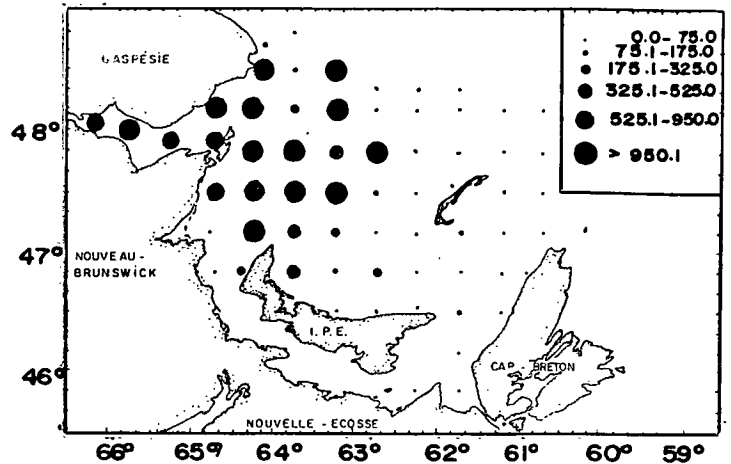 GASPÉSIE
0.0-75.0
75.1-175.0
175.1-325.0
325.1-525.0
525.1-950.0
> 950.1
48°
47°
NOUVEAU-
BRUNSWICK
I.P.E.
46°
CAP-BRETON
NOUVELLE-ECOSSE
66° 65° 64° 63° 62° 61° 60° 59°